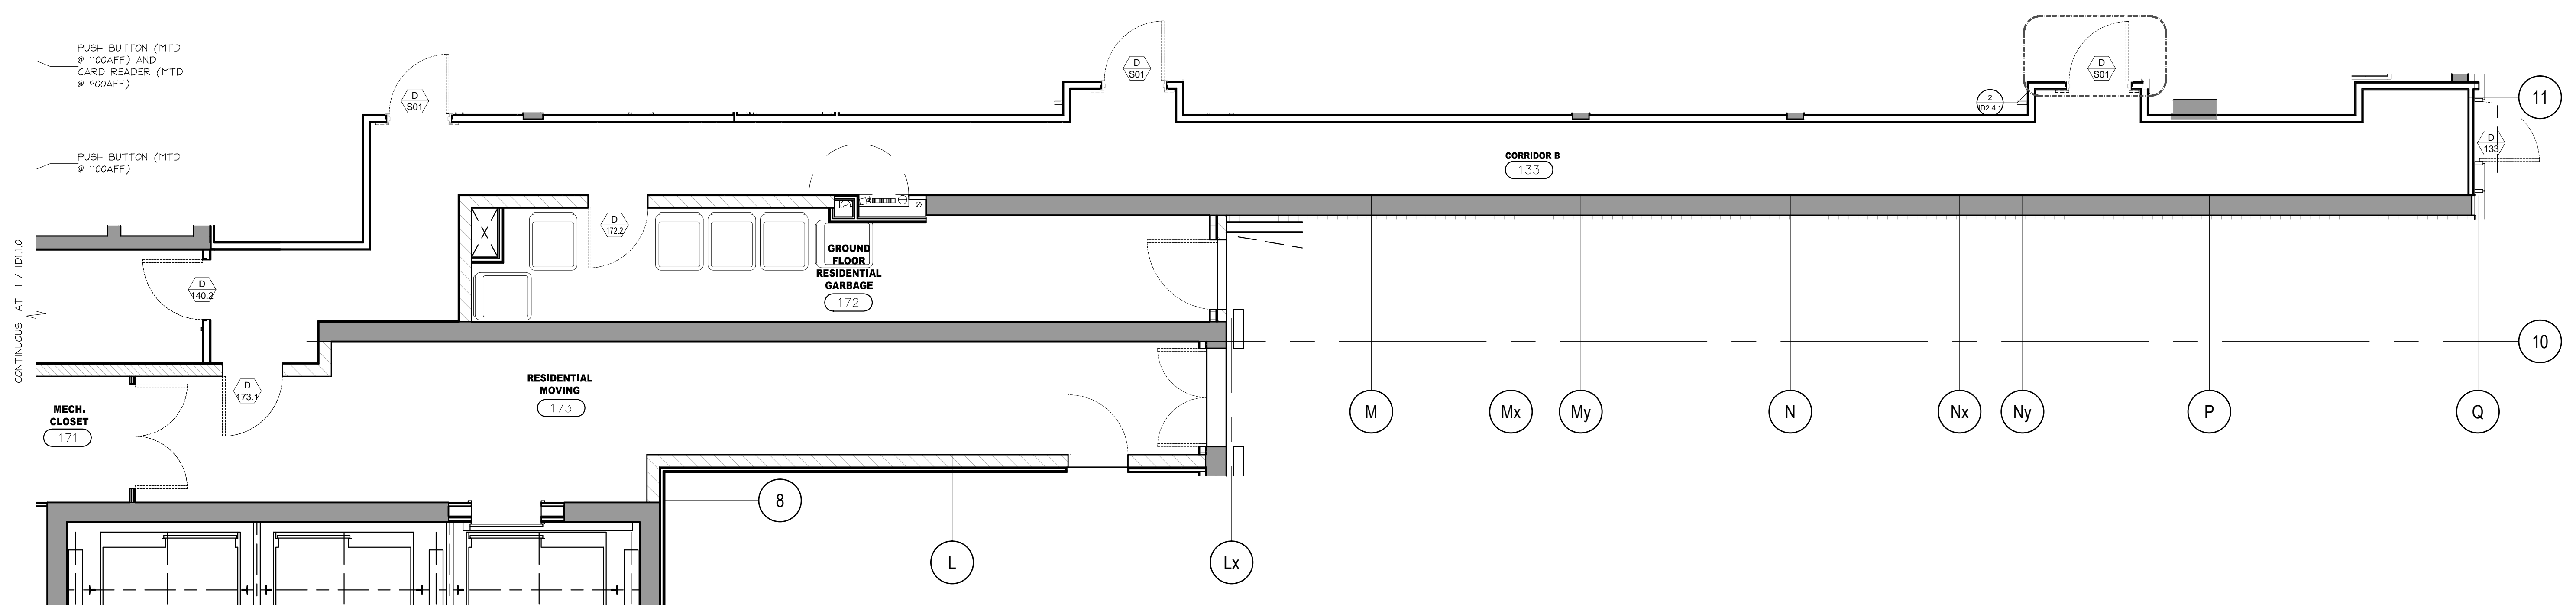 PUSH BUTTON (MTD
@ 1100AFF) AND
CARD READER (MTD
@ 900AFF)
PUSH BUTTON (MTD
@ 1100AFF)
CONTINUOUS AT 1 / ID1.1.0
D
S01
D
S01
D
S01
2
ID2.4.1
11
D
133
CORRIDOR B
133
D
172.2
X
GROUND
FLOOR
RESIDENTIAL
GARBAGE
172
D
140.2
10
D
173.1
RESIDENTIAL
MOVING
173
MECH.
CLOSET
171
M
Mx
My
N
Nx
Ny
P
Q
8
L
Lx